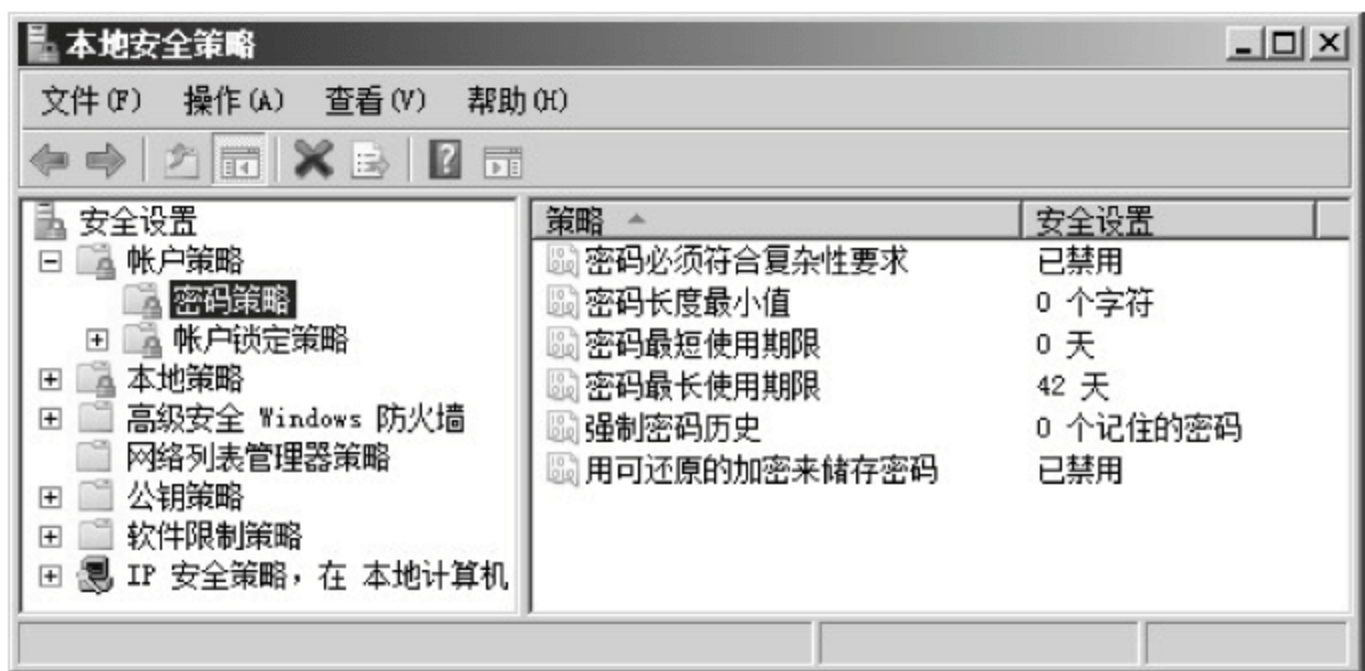 本地安全策略
文件(F) 操作(A) 查看(V) 帮助(H)
安全设置
帐户策略
密码策略
帐户锁定策略
本地策略
高级安全 Windows 防火墙
网络列表管理器策略
公钥策略
软件限制策略
IP 安全策略，在 本地计算机
策略 安全设置
密码必须符合复杂性要求 已禁用
密码长度最小值 0 个字符
密码最短使用期限 0 天
密码最长使用期限 42 天
强制密码历史 0 个记住的密码
用可还原的加密来储存密码 已禁用